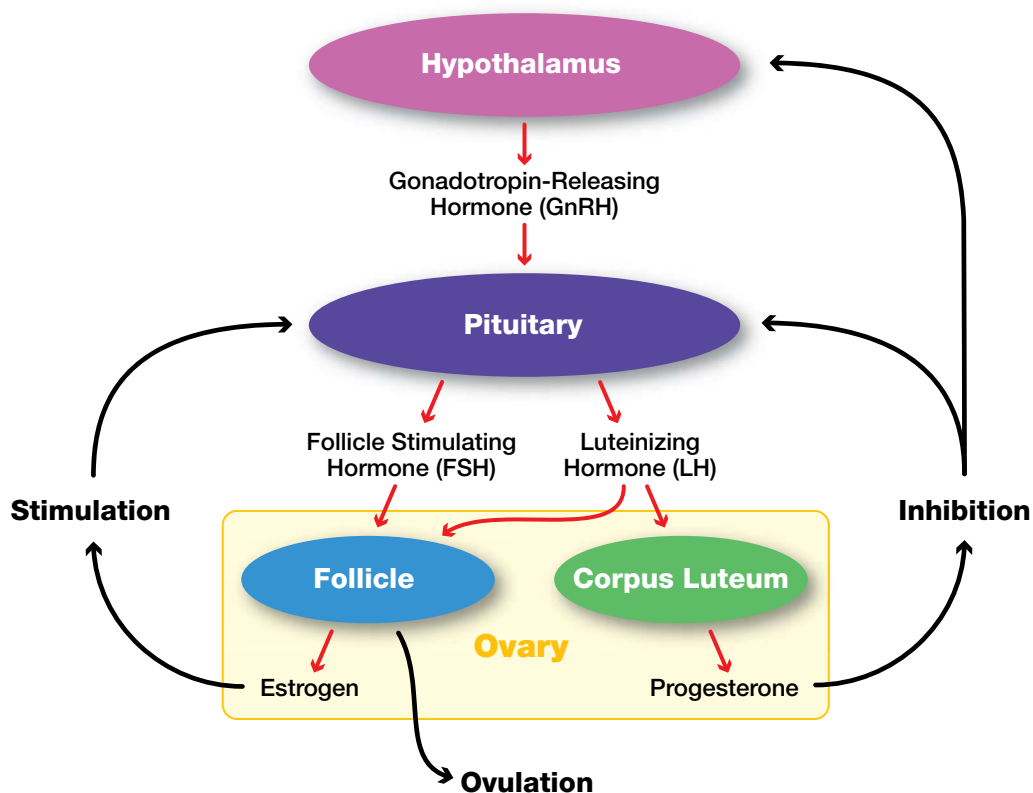 Hypothalamus
Gonadotropin-Releasing
Hormone (GnRH)
Pituitary
Follicle Stimulating
Hormone (FSH)
Luteinizing
Hormone (LH)
Stimulation
Inhibition
Follicle
Corpus Luteum
Ovary
Estrogen
Progesterone
Ovulation